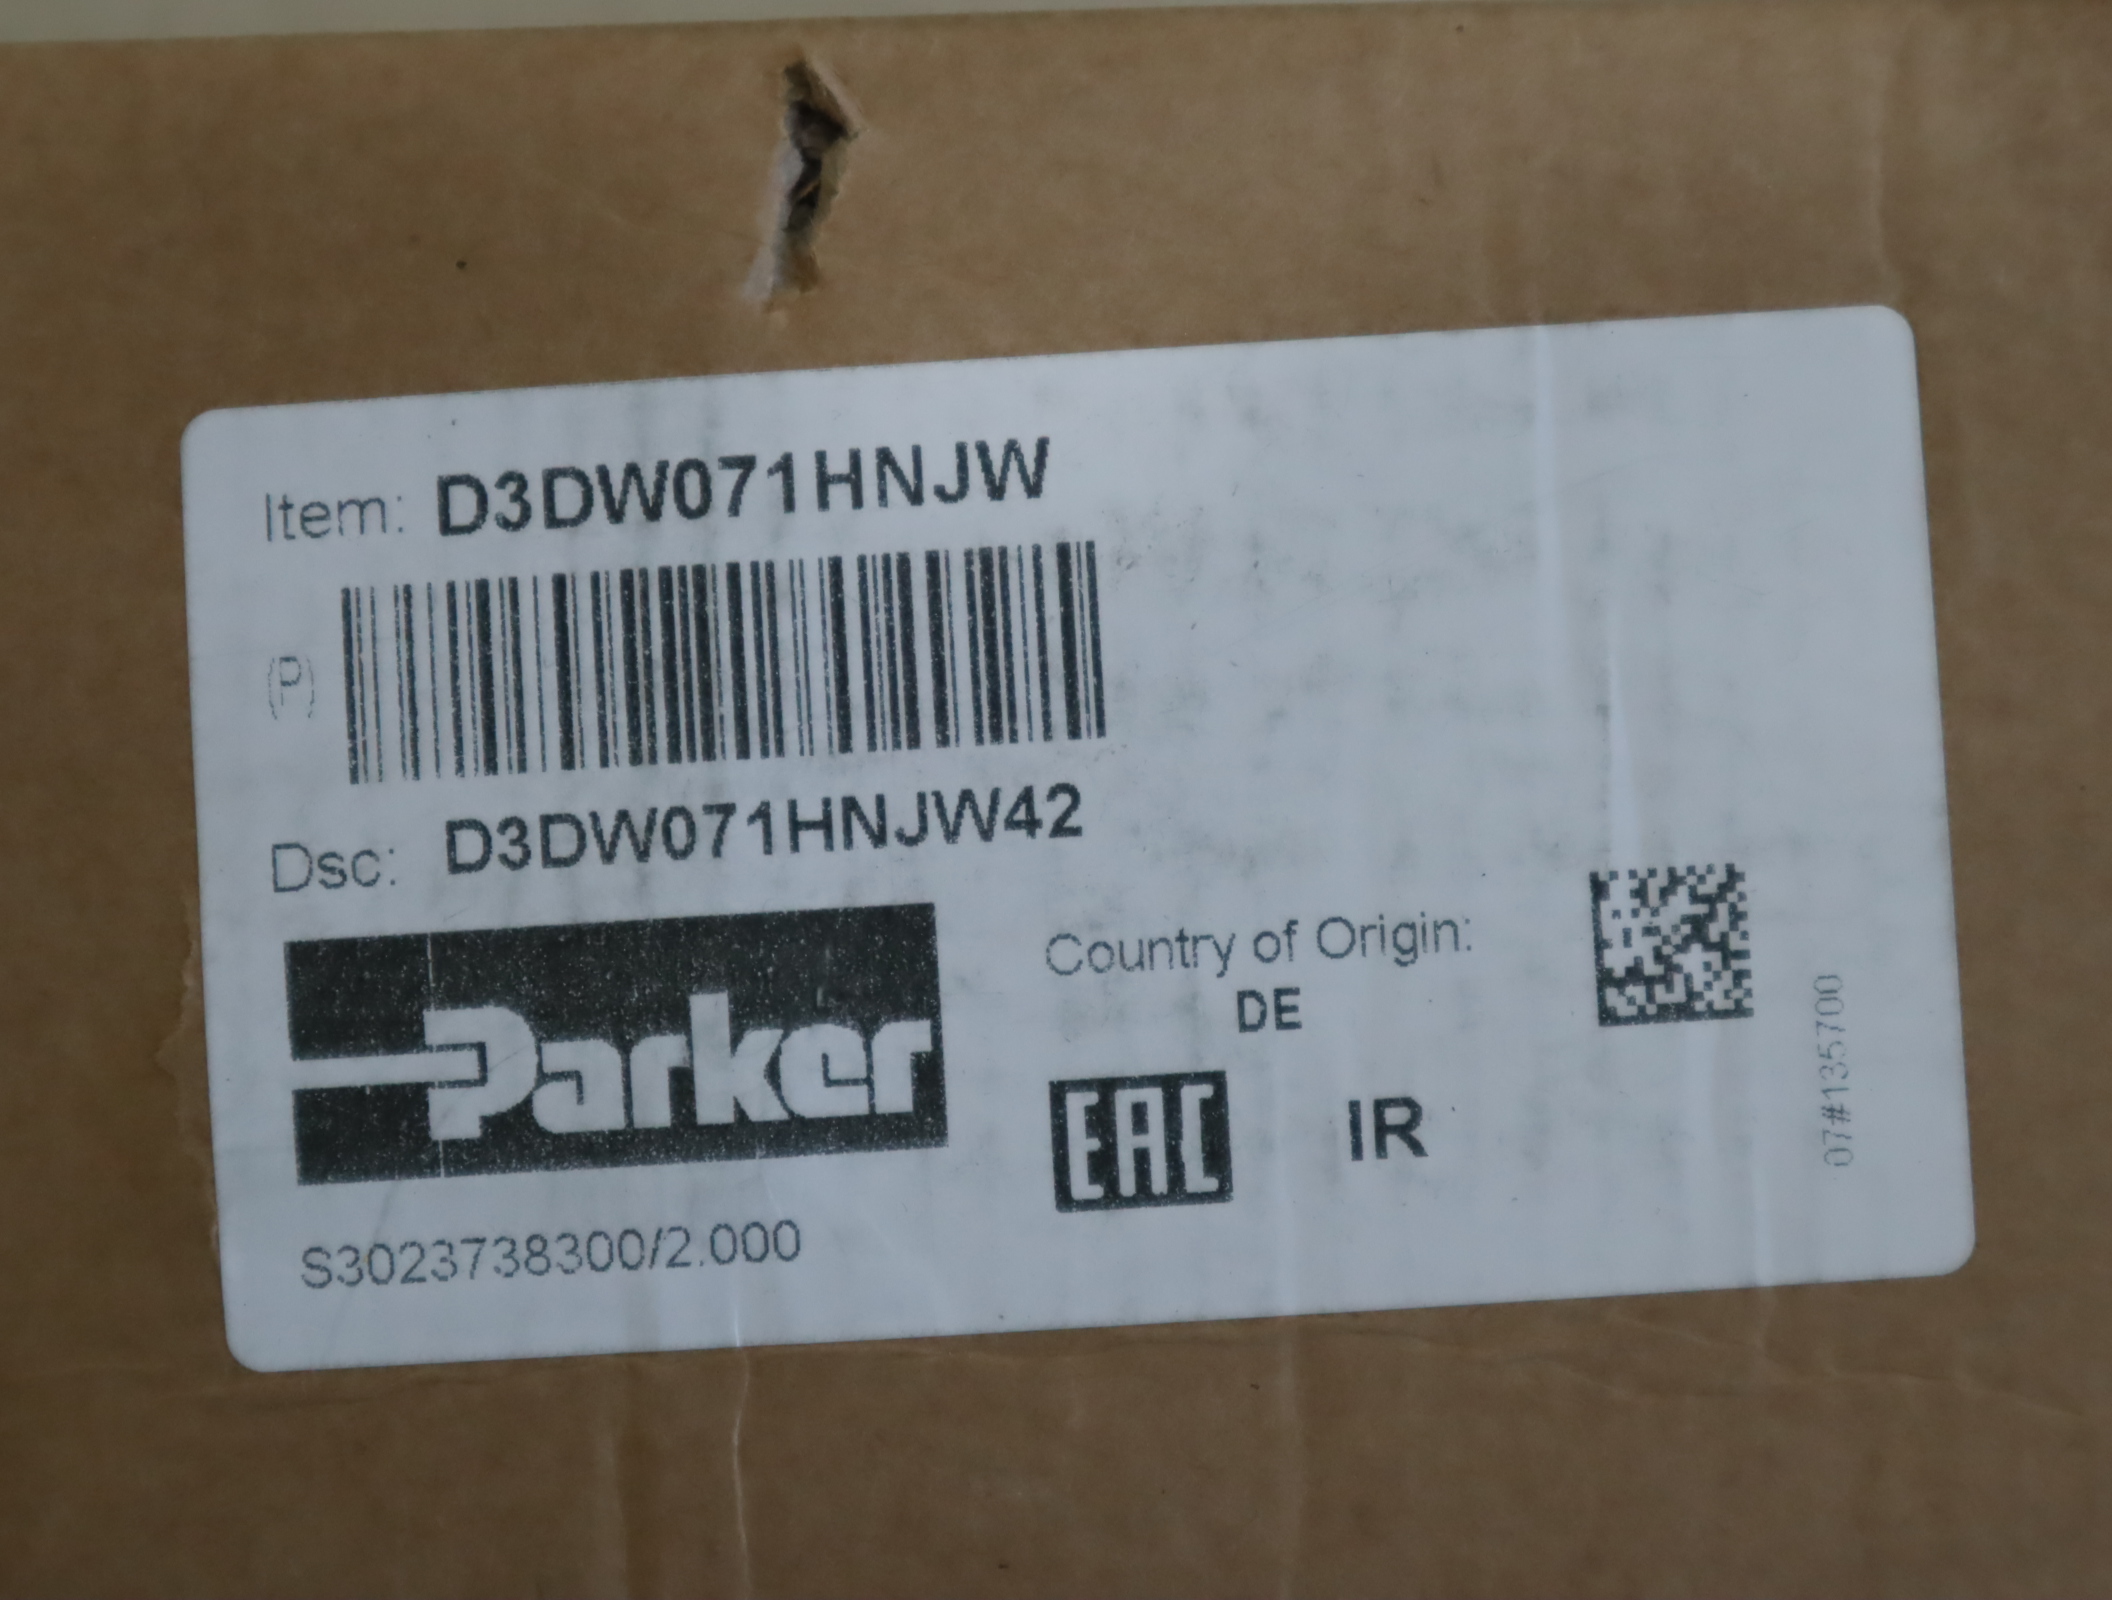 Item: D3DW071HNJW
(P)
Dsc: D3DW071HNJW42
Parker
Country of Origin:
DE
EAC IR
07#135700
S3023738300/2.000